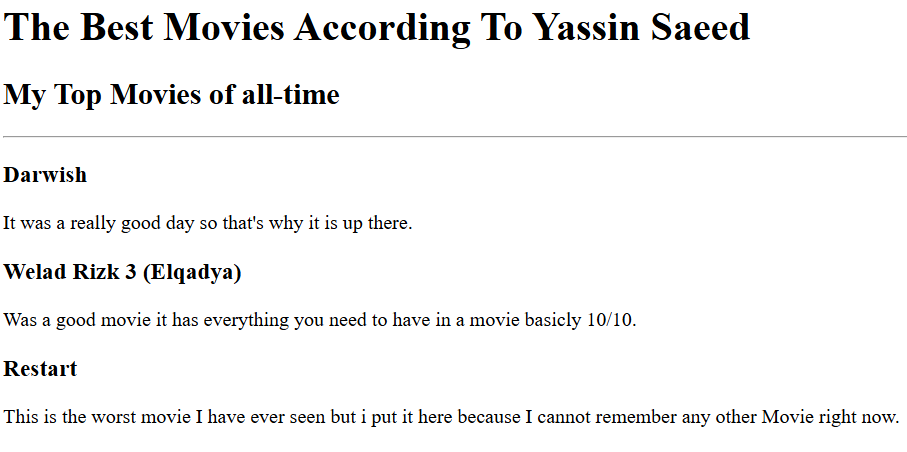 The Best Movies According To Yassin Saeed
My Top Movies of all-time
Darwish
It was a really good day so that's why it is up there.
Welad Rizk 3 (Elqadya)
Was a good movie it has everything you need to have in a movie basicly 10/10.
Restart
This is the worst movie I have ever seen but i put it here because I cannot remember any other Movie right now.